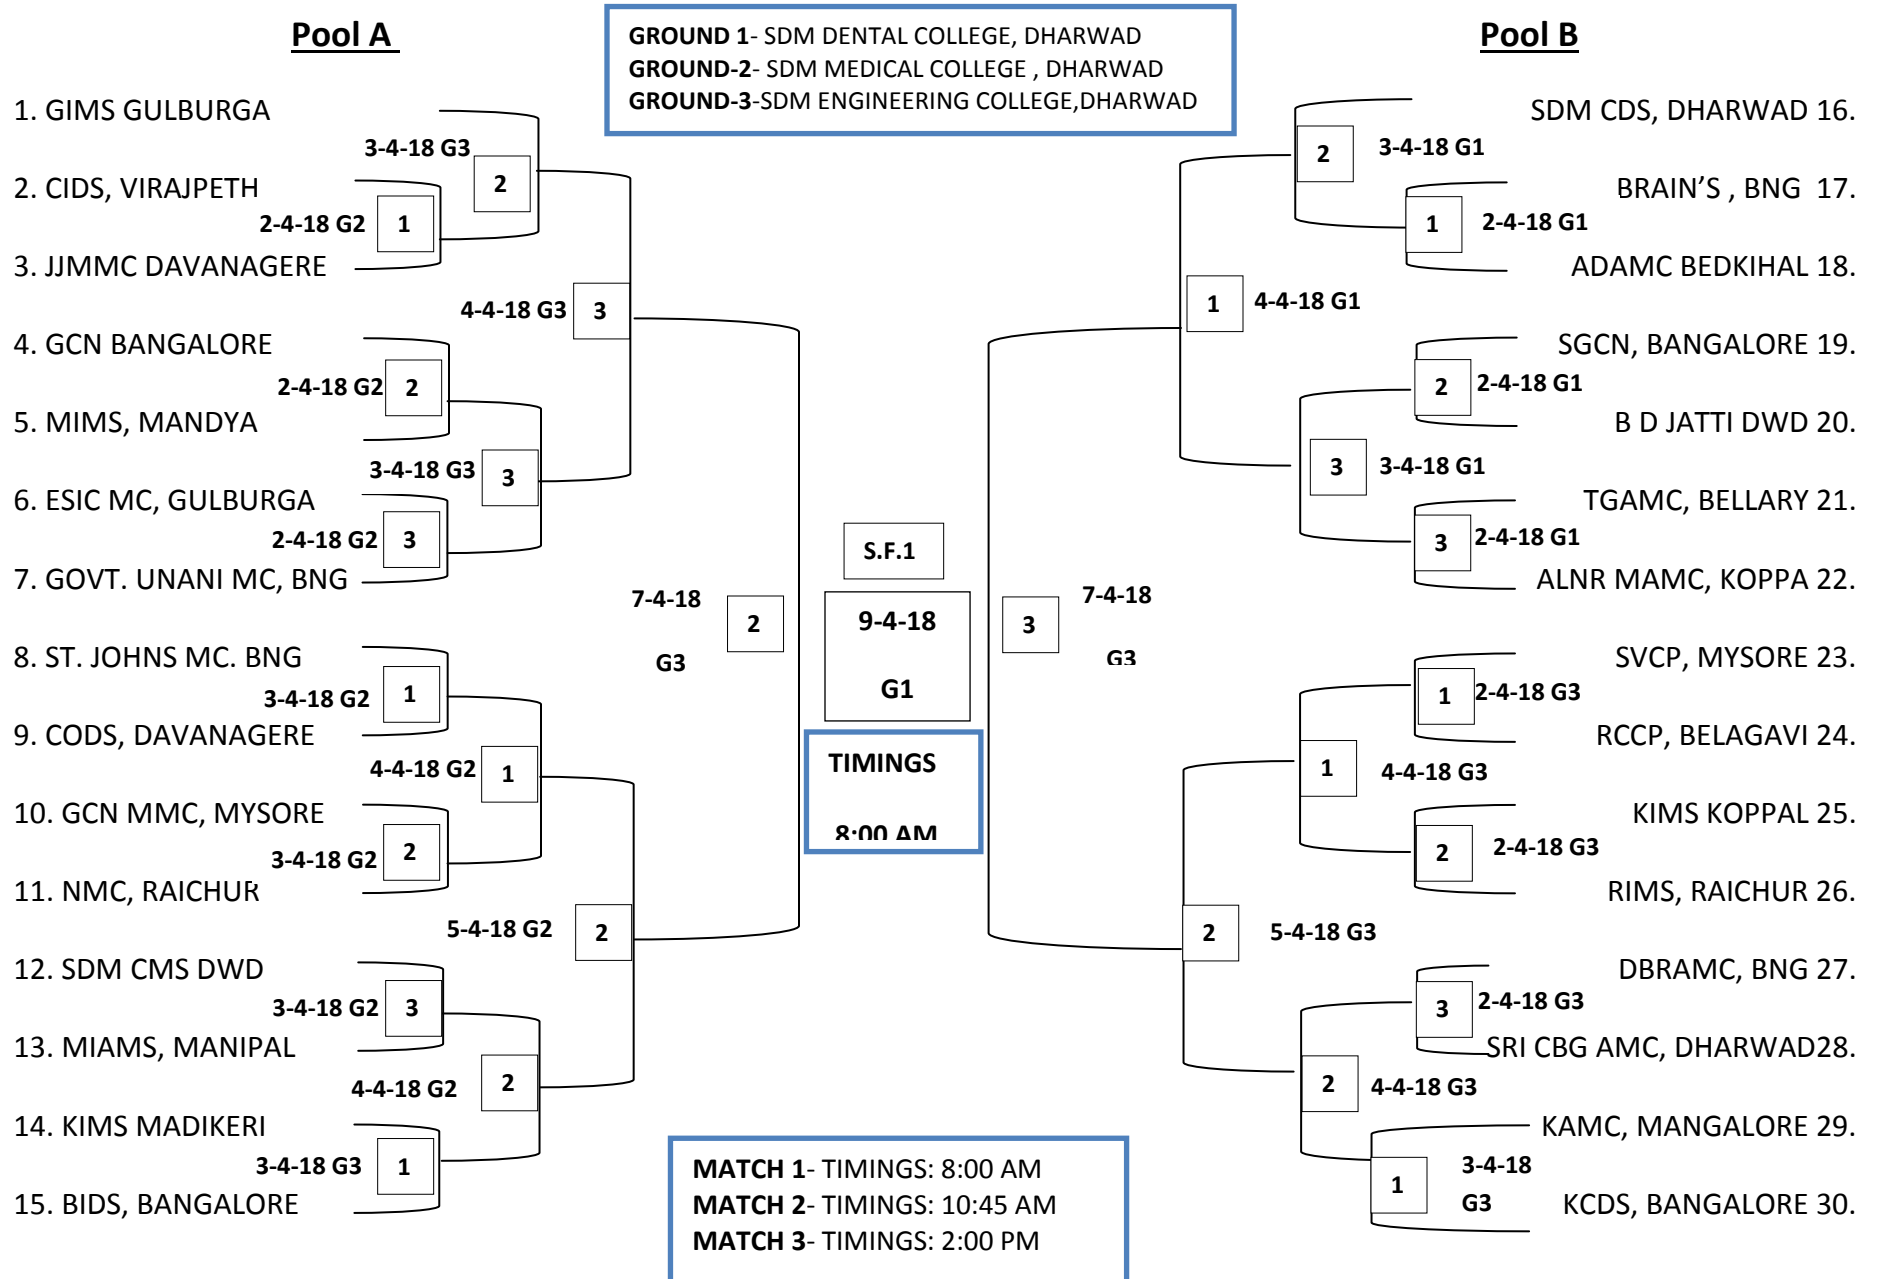 Pool A
GROUND 1- SDM DENTAL COLLEGE, DHARWAD
GROUND-2- SDM MEDICAL COLLEGE , DHARWAD
GROUND-3-SDM ENGINEERING COLLEGE,DHARWAD
Pool B
1. GIMS GULBURGA
3-4-18 G3
2
2. CIDS, VIRAJPETH
2-4-18 G2
1
3. JJMMC DAVANAGERE
4-4-18 G3
3
4. GCN BANGALORE
2-4-18 G2
2
5. MIMS, MANDYA
3-4-18 G3
3
6. ESIC MC, GULBURGA
2-4-18 G2
3
7. GOVT. UNANI MC, BNG
7-4-18
G3
2
8. ST. JOHNS MC. BNG
3-4-18 G2
1
9. CODS, DAVANAGERE
4-4-18 G2
1
10. GCN MMC, MYSORE
3-4-18 G2
2
11. NMC, RAICHUR
5-4-18 G2
2
12. SDM CMS DWD
3-4-18 G2
3
13. MIAMS, MANIPAL
4-4-18 G2
2
14. KIMS MADIKERI
3-4-18 G3
1
15. BIDS, BANGALORE
S.F.1
9-4-18
G1
TIMINGS
8:00 AM
SDM CDS, DHARWAD 16.
2
3-4-18 G1
BRAIN’S , BNG 17.
1
2-4-18 G1
ADAMC BEDKIHAL 18.
1
4-4-18 G1
SGCN, BANGALORE 19.
2
2-4-18 G1
B D JATTI DWD 20.
3
3-4-18 G1
TGAMC, BELLARY 21.
3
2-4-18 G1
ALNR MAMC, KOPPA 22.
3
7-4-18
G3
SVCP, MYSORE 23.
1
2-4-18 G3
RCCP, BELAGAVI 24.
1
4-4-18 G3
KIMS KOPPAL 25.
2
2-4-18 G3
RIMS, RAICHUR 26.
2
5-4-18 G3
DBRAMC, BNG 27.
3
2-4-18 G3
SRI CBG AMC, DHARWAD28.
2
4-4-18 G3
KAMC, MANGALORE 29.
1
3-4-18
G3
KCDS, BANGALORE 30.
MATCH 1- TIMINGS: 8:00 AM
MATCH 2- TIMINGS: 10:45 AM
MATCH 3- TIMINGS: 2:00 PM